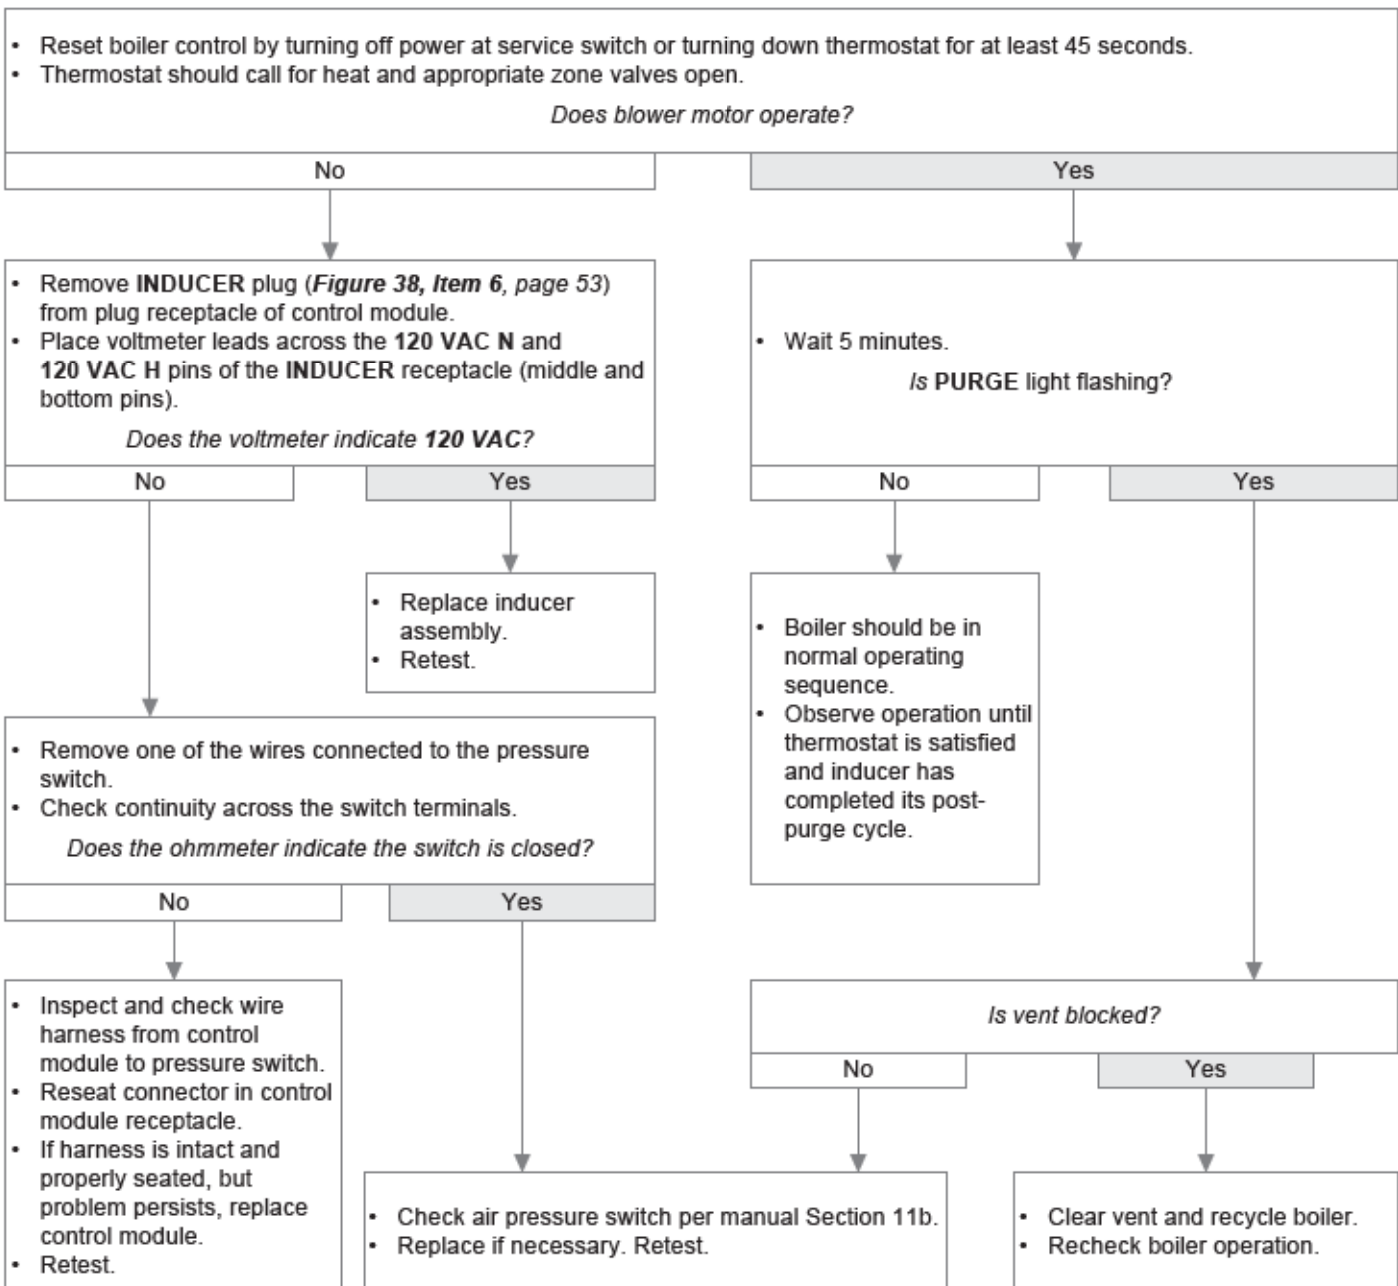 • Reset boiler control by turning off power at service switch or turning down thermostat for at least 45 seconds.
• Thermostat should call for heat and appropriate zone valves open.
Does blower motor operate?
No
Yes
• Remove INDUCER plug (Figure 38, Item 6, page 53)
from plug receptacle of control module.
• Place voltmeter leads across the 120 VAC N and
120 VAC H pins of the INDUCER receptacle (middle and
bottom pins).
Does the voltmeter indicate 120 VAC?
No
Yes
• Wait 5 minutes.
Is PURGE light flashing?
No
Yes
• Replace inducer
assembly.
• Retest.
• Boiler should be in
normal operating
sequence.
• Observe operation until
thermostat is satisfied
and inducer has
completed its post-
purge cycle.
• Remove one of the wires connected to the pressure
switch.
• Check continuity across the switch terminals.
Does the ohmmeter indicate the switch is closed?
No
Yes
• Inspect and check wire
harness from control
module to pressure switch.
• Reseat connector in control
module receptacle.
• If harness is intact and
properly seated, but
problem persists, replace
control module.
• Retest.
Is vent blocked?
No
Yes
• Check air pressure switch per manual Section 11b.
• Replace if necessary. Retest.
• Clear vent and recycle boiler.
• Recheck boiler operation.